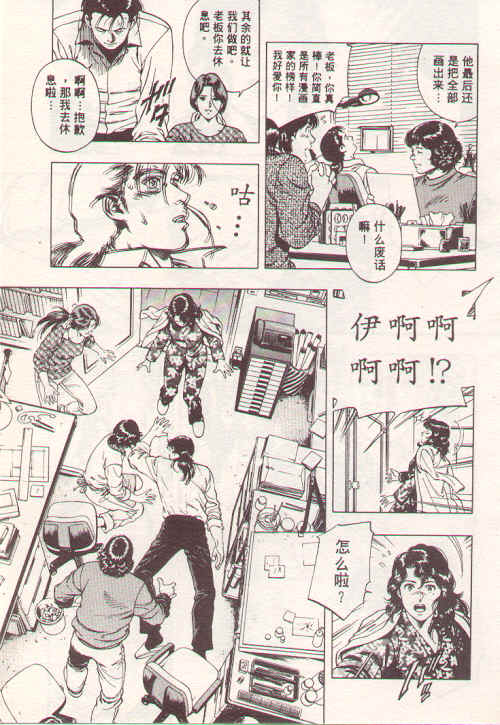 他最后还
是把全部
画出来…
老板，你真
棒！你简直
是所有漫画
家的榜样！
我好爱你！
什么废话
嘛！
其余的就让
我们做吧。
老板你去休
息吧。
啊啊…抱歉
，那我去休
息啦…
咕…
伊啊啊
啊啊!?
怎么啦？